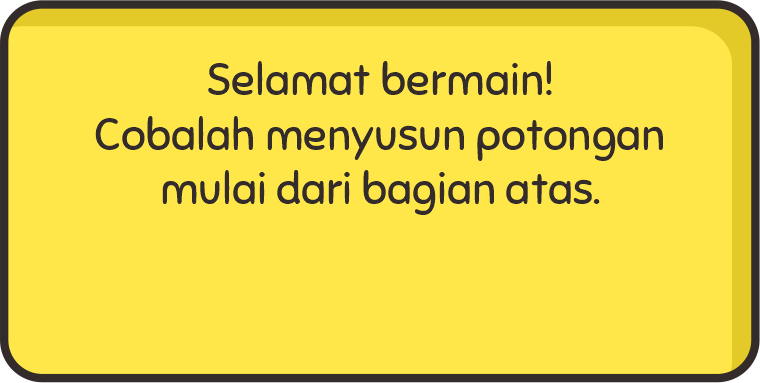 Selamat bermain!
Cobalah menyusun potongan
mulai dari bagian atas.